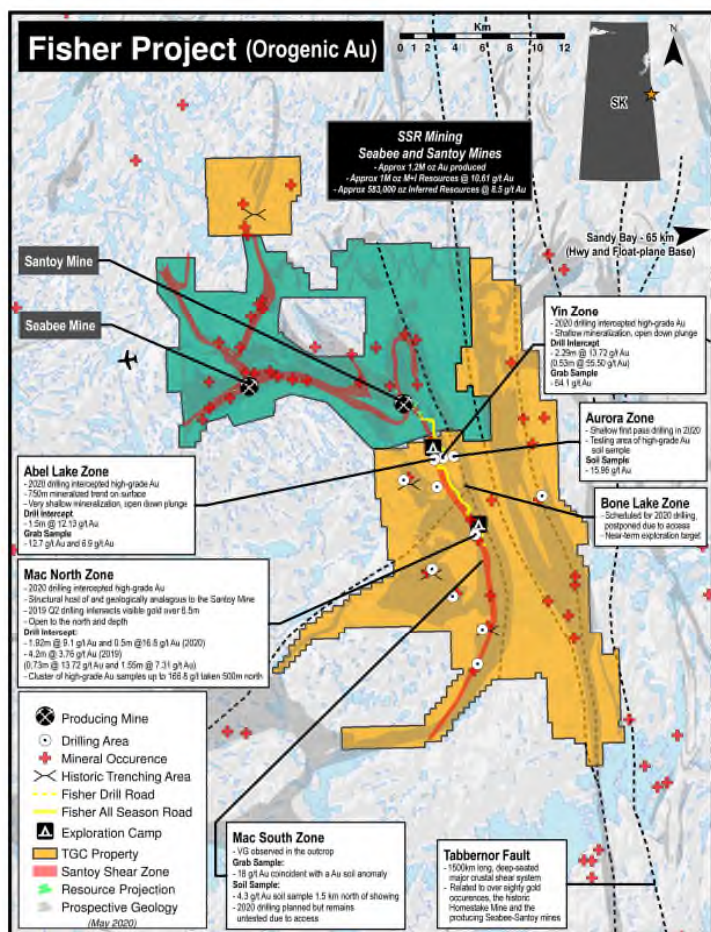 Fisher Project (Orogenic Au)
Km
0 2 4 6 8 10 12
N
SK
SSR Mining
Seabee and Santoy Mines
- Approx 1.2M oz Au produced
- Approx 1M oz M+I Resources @ 10.61 g/t Au
- Approx 583,000 oz Inferred Resources @ 8.5 g/t Au
Sandy Bay - 65 km
(Hwy and Float-plane Base)
Santoy Mine
Seabee Mine
Yin Zone
- 2020 drilling intercepted high-grade Au
- Shallow mineralization, open down plunge
Drill Intercept
- 2.29m @ 13.72 g/t Au
(0.53m @ 55.50 g/t Au)
Grab Sample
- 64.1 g/t Au
Aurora Zone
- Shallow first pass drilling in 2020
- Testing area of high-grade Au
soil sample
Soil Sample
- 15.95 g/t Au
Bone Lake Zone
- Scheduled for 2020 drilling,
postponed due to access
- Near-term exploration target
Abel Lake Zone
- 2020 drilling intercepted high-grade Au
- 750m mineralized trend on surface
- Very shallow mineralization, open down plunge
Drill Intercept
- 1.5m @ 12.13 g/t Au
Grab Sample
- 12.7 g/t Au and 6.9 g/t Au
Mac North Zone
- 2020 drilling intercepted high-grade Au
- Structural host of and geologically analagous to the Santoy Mine
- 2019 Q2 drilling intersects visible gold over 6.5m
- Open to the north and depth
Drill Intercept:
- 1.92m @ 9.1 g/t Au and 0.5m @16.8 g/t Au (2020)
- 4.2m @ 3.76 g/t Au (2019)
(0.73m @ 13.72 g/t Au and 1.55m @ 7.31 g/t Au)
- Cluster of high-grade Au samples up to 166.8 g/t taken 500m north
Producing Mine
Drilling Area
Mineral Occurence
Historic Trenching Area
Fisher Drill Road
Fisher All Season Road
Exploration Camp
TGC Property
Santoy Shear Zone
Resource Projection
Prospective Geology
(May 2020)
Mac South Zone
- VG observed in the outcrop
Grab Sample:
- 18 g/t Au coincident with a Au soil anomaly
Soil Sample:
- 4.3 g/t Au soil sample 1.5 km north of showing
- 2020 drilling planned but remains
untested due to access
Tabbernor Fault
- 1500km long, deep-seated
major crustal shear system
- Related to over eighty gold
occurences, the historic
Homestake Mine and the
producing Seabee-Santoy mines